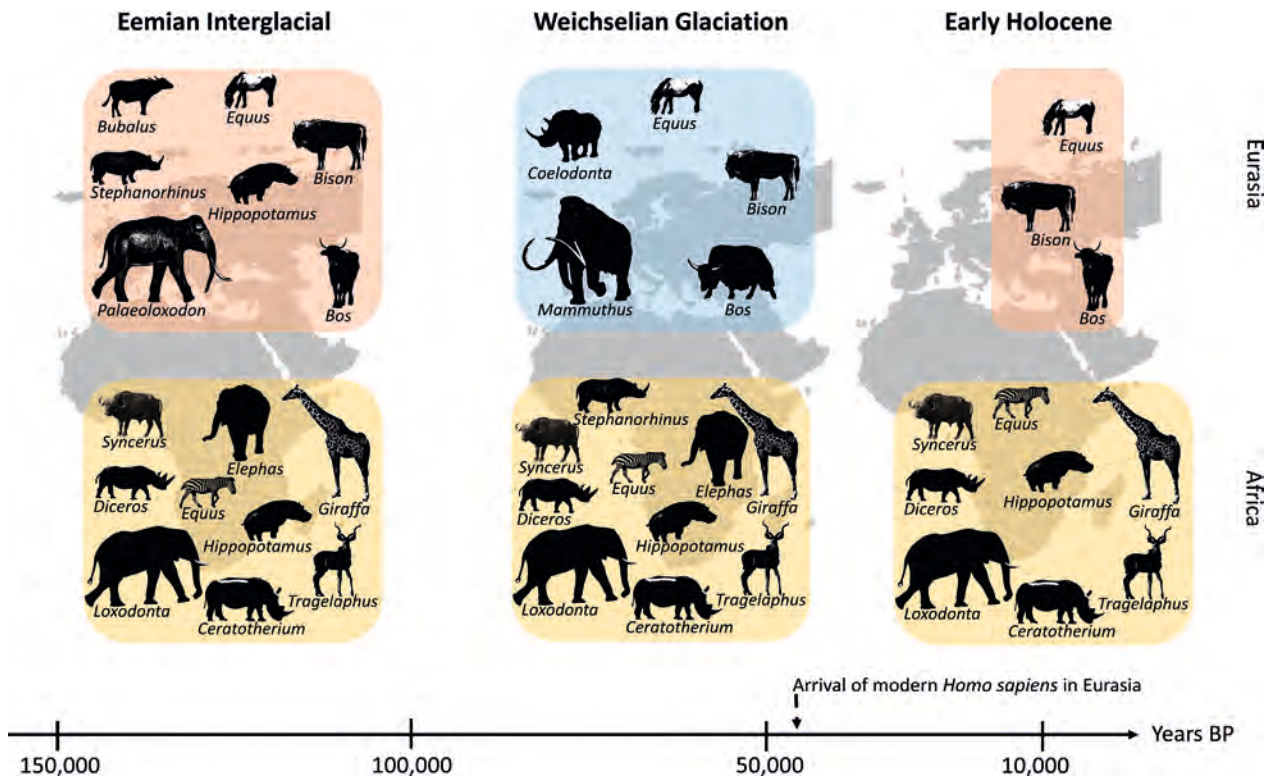 Eemian Interglacial
Weichselian Glaciation
Early Holocene
Bubalus
Equus
Bison
Stephanorhinus
Hippopotamus
Palaeoloxodon
Bos
Equus
Coelodonta
Bison
Mammuthus
Bos
Equus
Bison
Bos
Eurasia
Syncerus
Elephas
Diceros
Equus
Giraffa
Hippopotamus
Loxodonta
Tragelaphus
Ceratotherium
Stephanorhinus
Syncerus
Equus
Elephas
Diceros
Giraffa
Hippopotamus
Loxodonta
Tragelaphus
Ceratotherium
Equus
Syncerus
Diceros
Hippopotamus
Giraffa
Loxodonta
Tragelaphus
Ceratotherium
Africa
Arrival of modern Homo sapiens in Eurasia
Years BP
150,000
100,000
50,000
10,000